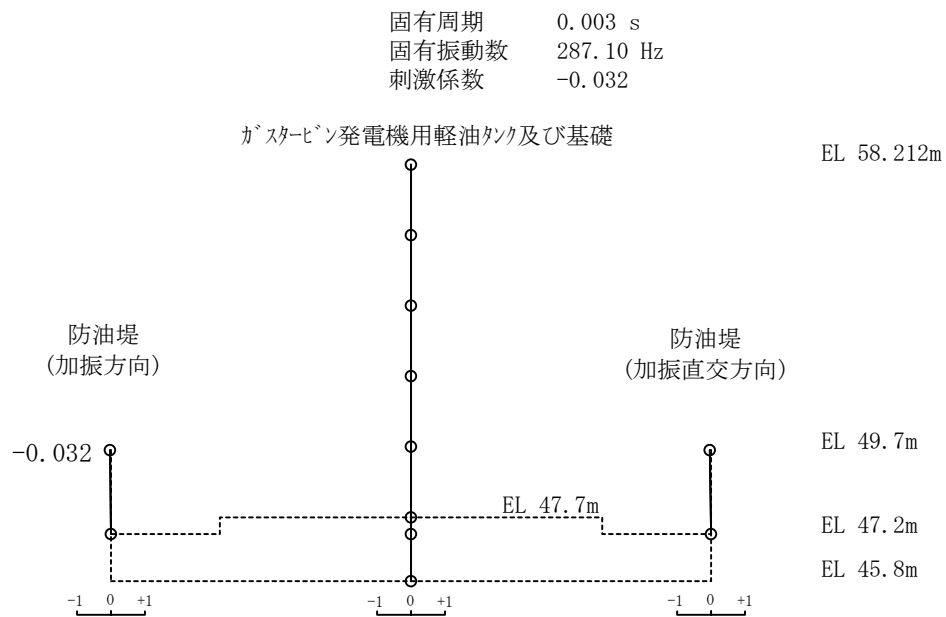 固有周期 0.003 s
固有振動数 287.10 Hz
刺激係数 -0.032
ガスタービン発電機用軽油タンク及び基礎
EL 58.212m
防油堤
(加振方向)
防油堤
(加振直交方向)
-0.032
EL 49.7m
EL 47.7m
EL 47.2m
EL 45.8m
-1 0 +1
-1 0 +1
-1 0 +1